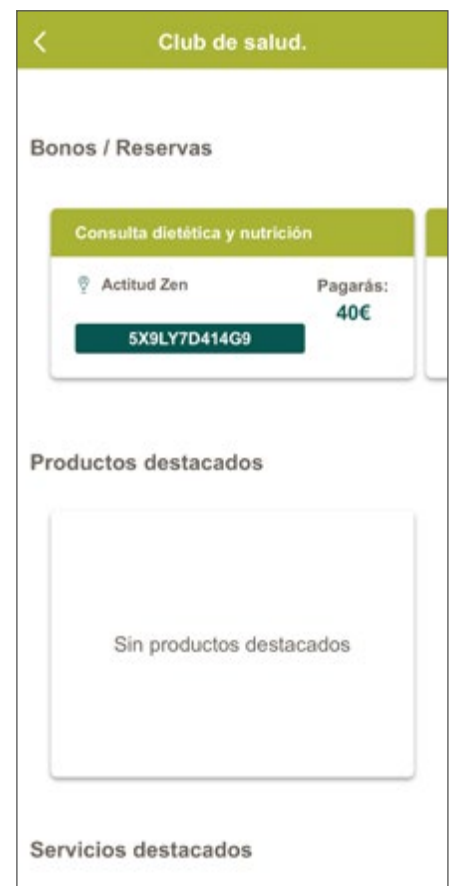 Club de salud.
Bonos / Reservas
Consulta dietética y nutrición
Actitud Zen
Pagarás:
40€
5X9LY7D414G9
Productos destacados
Sin productos destacados
Servicios destacados